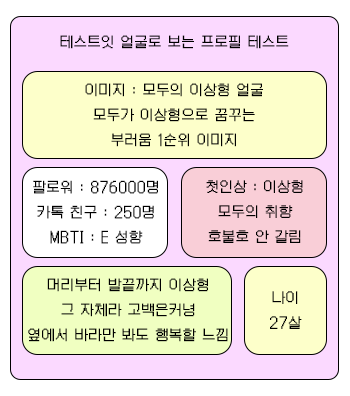 테스트잇 얼굴로 보는 프로필 테스트
이미지 : 모두의 이상형 얼굴
모두가 이상형으로 꿈꾸는
부러움 1순위 이미지
팔로워 : 876000명
카톡 친구 : 250명
MBTI : E 성향
첫인상 : 이상형
모두의 취향
호불호 안 갈림
머리부터 발끝까지 이상형
그 자체라 고백은커녕
옆에서 바라만 봐도 행복할 느낌
나이
27살